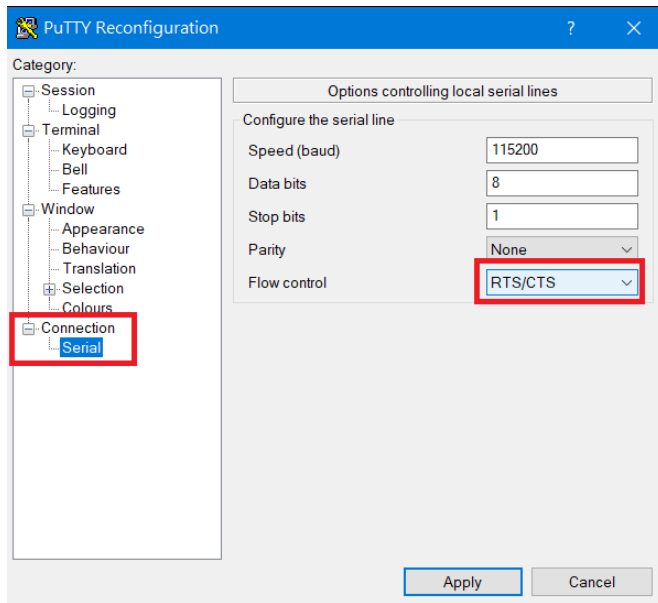 PuTTY Reconfiguration
?
Category:
Session
Logging
Terminal
Keyboard
Bell
Features
Window
Appearance
Behaviour
Translation
Selection
Colours
Connection
Serial
Options controlling local serial lines
Configure the serial line
Speed (baud) 115200
Data bits 8
Stop bits 1
Parity None
Flow control RTS/CTS
Apply Cancel